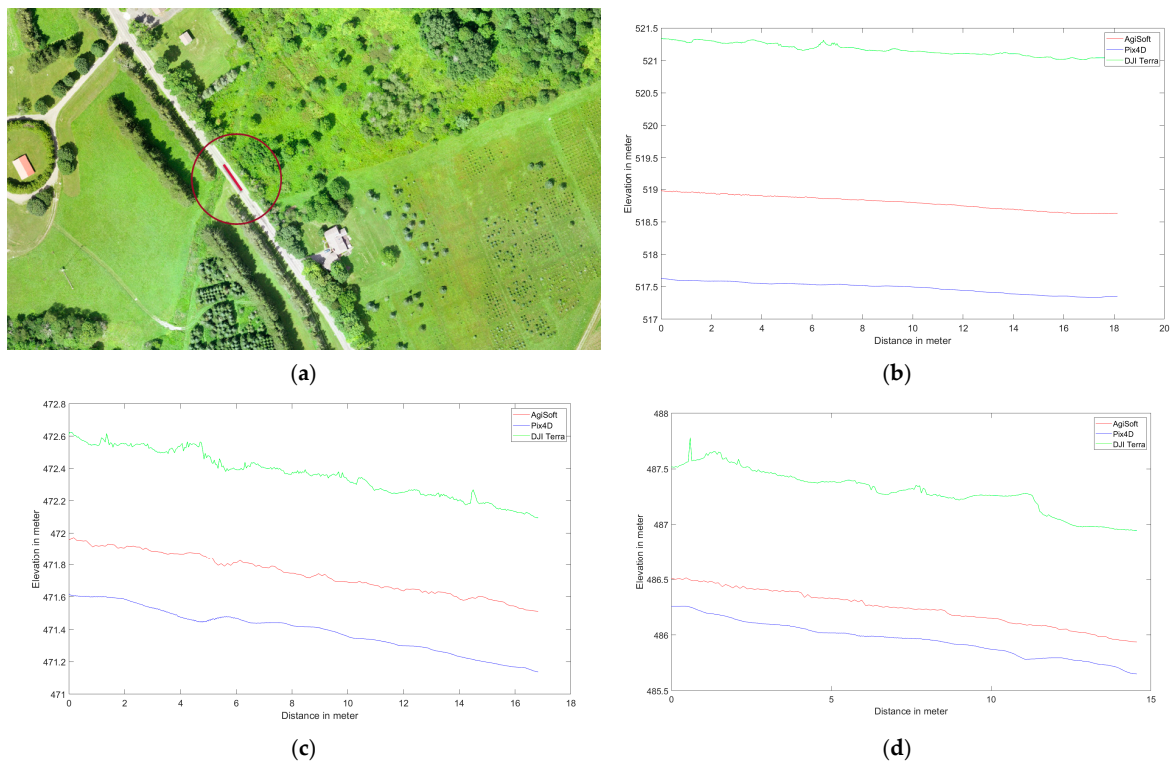 (a)
521.5
521
520.5
520
519.5
519
518.5
518
517.5
517
Elevation in meter
0 2 4 6 8 10 12 14 16 18 20
Distance in meter
AgiSoft
Pix4D
DJI Terra
(b)
472.8
472.6
472.4
472.2
472
471.8
471.6
471.4
471.2
471
Elevation in meter
0 2 4 6 8 10 12 14 16 18
Distance in meter
AgiSoft
Pix4D
DJI Terra
(c)
488
487.5
487
486.5
486
485.5
Elevation in meter
0 5 10 15
Distance in meter
AgiSoft
Pix4D
DJI Terra
(d)